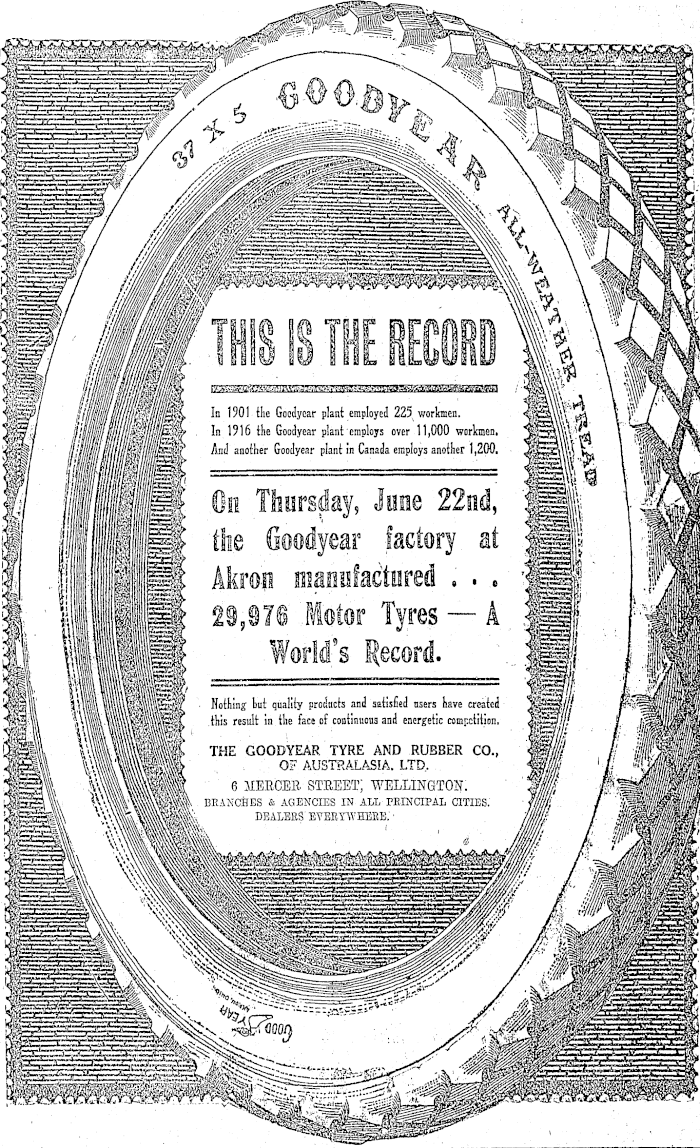 37 X 5 GOODYEAR ALL-WEATHER TREAD
THIS IS THE RECORD
In 1901 the Goodyear plant employed 225 workmen.
In 1916 the Goodyear plant employs over 11,000 workmen.
And another Goodyear plant in Canada employs another 1,200.
On Thursday, June 22nd,
the Goodyear factory at
Akron manufactured . . .
29,976 Motor Tyres — A
World's Record.
Nothing but quality products and satisfied users have created
this result in the face of continuous and energetic competition.
THE GOODYEAR TYRE AND RUBBER CO.,
OF AUSTRALASIA, LTD.
6 MERCER STREET, WELLINGTON.
BRANCHES & AGENCIES IN ALL PRINCIPAL CITIES.
DEALERS EVERYWHERE.
6
GOOD YEAR